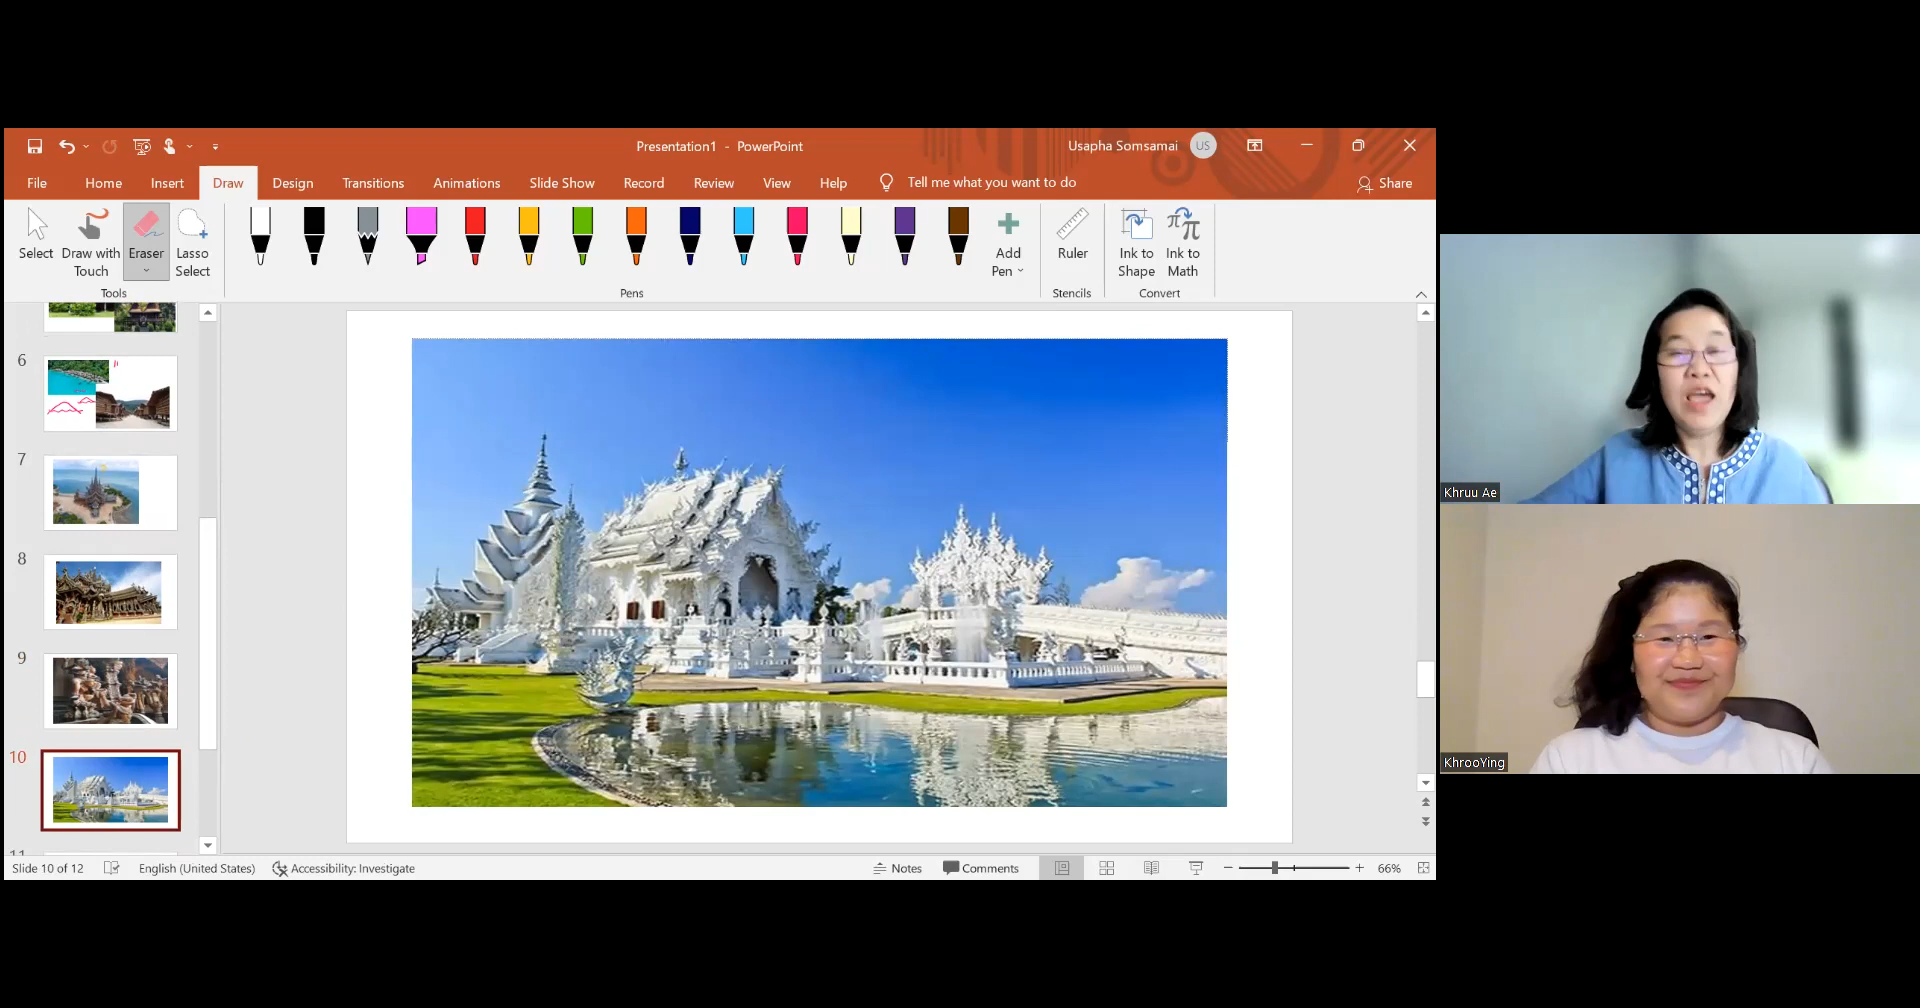 Presentation1 - PowerPoint
Usapha Somsamai US
File Home Insert Draw Design Transitions Animations Slide Show Record Review View Help Tell me what you want to do Share
Select Draw with Touch Eraser Lasso Select
Add Pen Ruler Ink to Shape Ink to Math
Tools Pens Stencils Convert
6
7
8
9
10
11
Slide 10 of 12 English (United States) Accessibility: Investigate Notes Comments 66%
Khruu Ae
KhrooYing